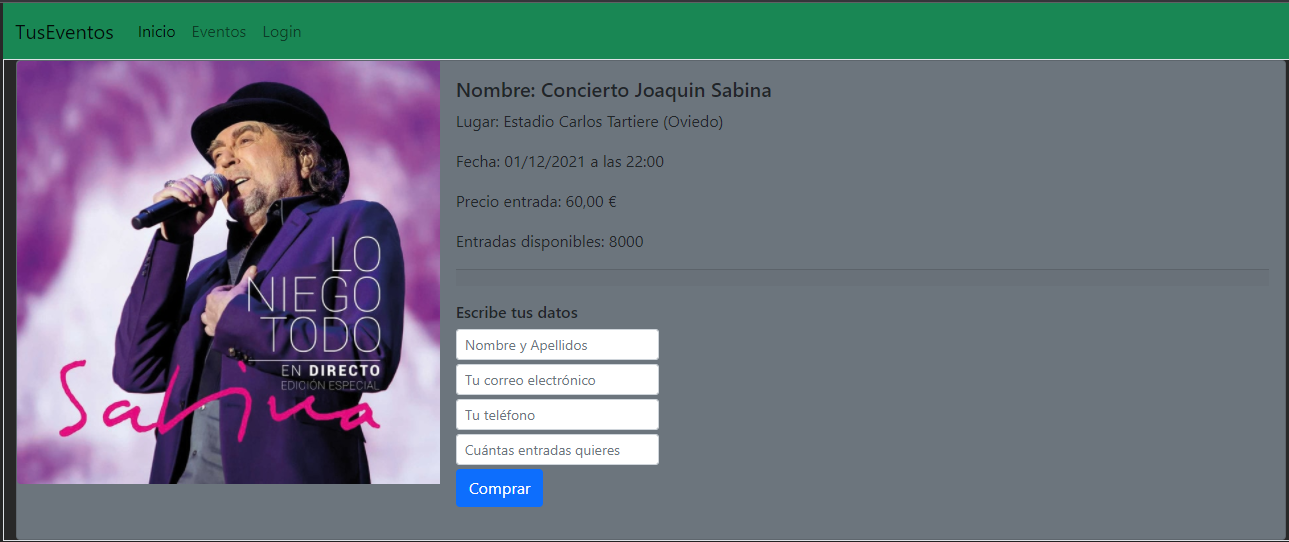 TusEventos Inicio Eventos Login
LO
NIEGO
TODO
EN DIRECTO
EDICIÓN ESPECIAL
Sabina
Nombre: Concierto Joaquin Sabina
Lugar: Estadio Carlos Tartiere (Oviedo)
Fecha: 01/12/2021 a las 22:00
Precio entrada: 60,00 €
Entradas disponibles: 8000
Escribe tus datos
Nombre y Apellidos
Tu correo electrónico
Tu teléfono
Cuántas entradas quieres
Comprar